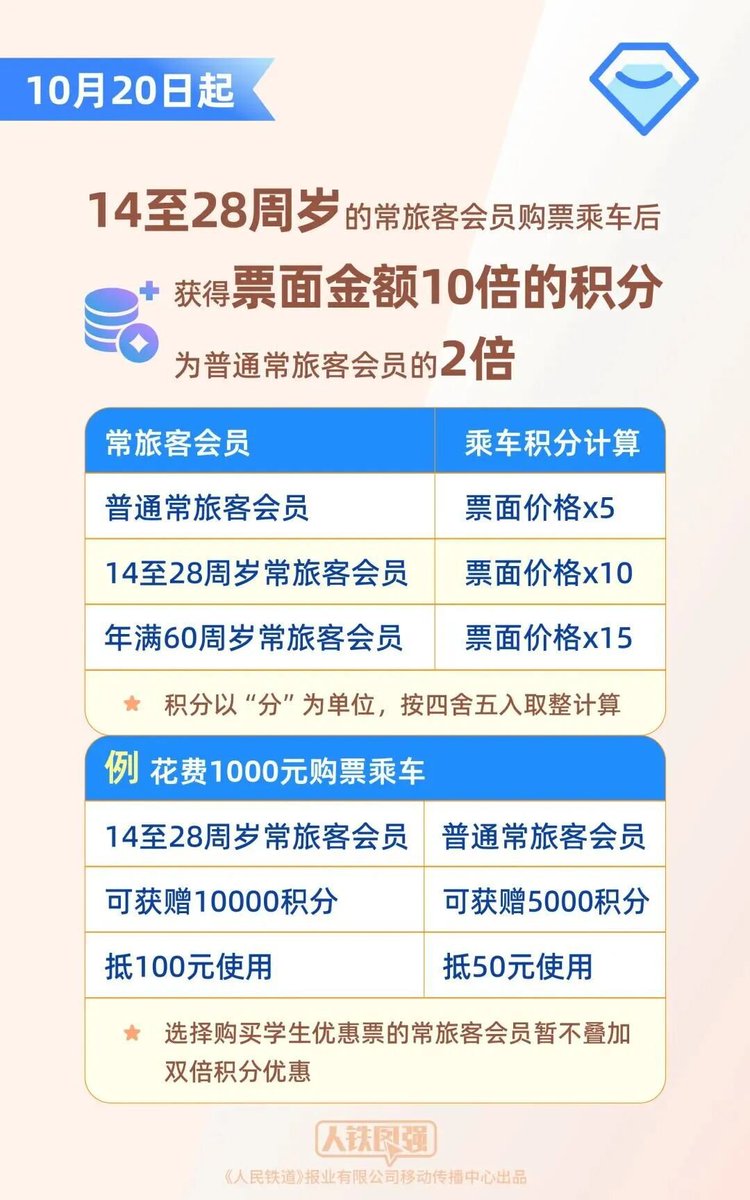 10月20日起
14至28周岁的常旅客会员购票乘车后
获得票面金额10倍的积分
为普通常旅客会员的2倍
常旅客会员 乘车积分计算
普通常旅客会员 票面价格x5
14至28周岁常旅客会员 票面价格x10
年满60周岁常旅客会员 票面价格x15
积分以“分”为单位，按四舍五入取整计算
例 花费1000元购票乘车
14至28周岁常旅客会员 普通常旅客会员
可获赠10000积分 可获赠5000积分
抵100元使用 抵50元使用
选择购买学生优惠票的常旅客会员暂不叠加
双倍积分优惠
人铁图强
《人民铁道》报业有限公司移动传播中心出品